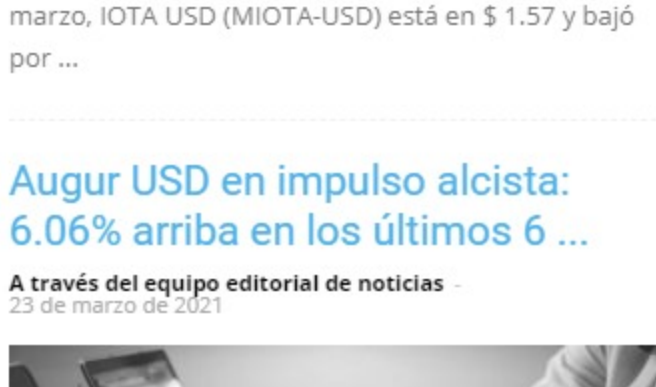 marzo, IOTA USD (MIOTA-USD) está en $ 1.57 y bajó
por ...
Augur USD en impulso alcista:
6.06% arriba en los últimos 6 ...
A través del equipo editorial de noticias -
23 de marzo de 2021